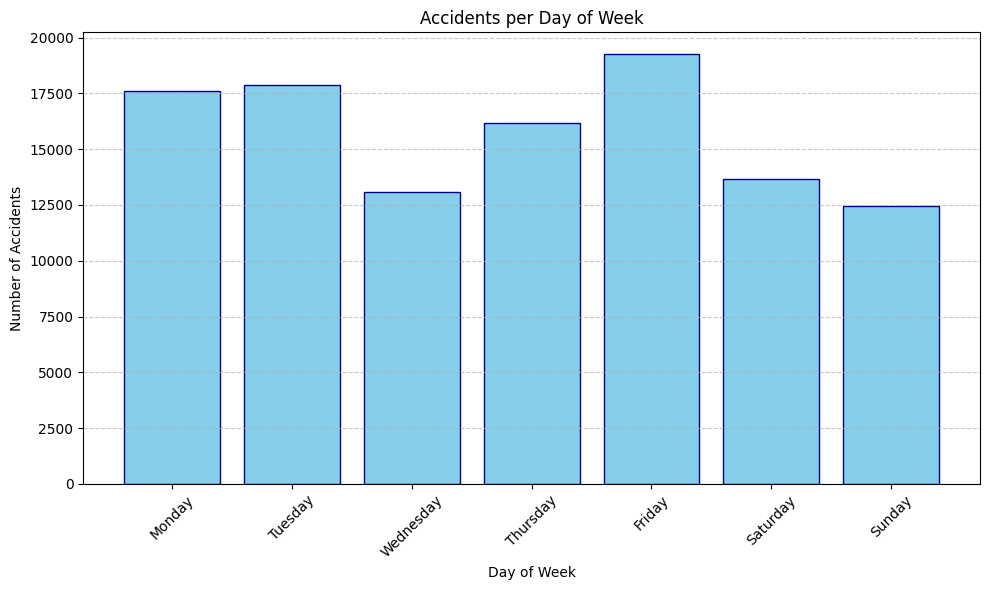 Accidents per Day of Week
Number of Accidents
20000
17500
15000
12500
10000
7500
5000
2500
0
Monday
Tuesday
Wednesday
Thursday
Friday
Saturday
Sunday
Day of Week